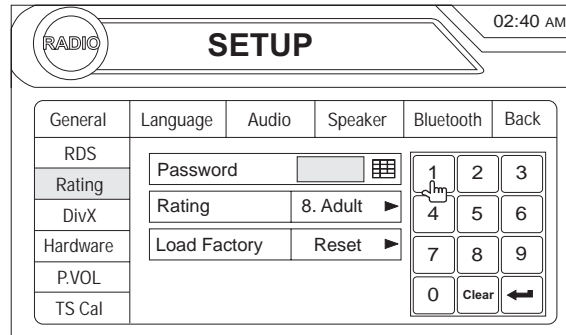 02:40 AM
RADIO
SETUP
General Language Audio Speaker Bluetooth Back
RDS
Rating
DivX
Hardware
P.VOL
TS Cal
Password
Rating 8. Adult
Load Factory Reset
1 2 3
4 5 6
7 8 9
0 Clear